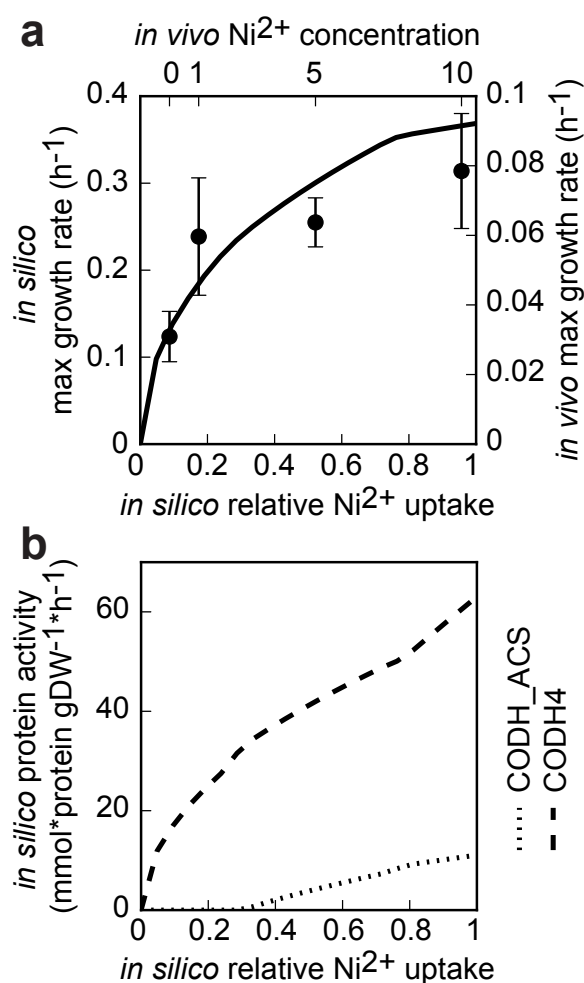 a
in vivo Ni2+ concentration
0 1 5 10
0.4
0.3
0.2
0.1
0
in silico
max growth rate (h-1)
0.1
0.08
0.06
0.04
0.02
0
in vivo max growth rate (h-1)
0 0.2 0.4 0.6 0.8 1
in silico relative Ni2+ uptake
b
60
40
20
0
in silico protein activity
(mmol*protein gDW-1*h-1)
CODH_ACS
CODH4
0 0.2 0.4 0.6 0.8 1
in silico relative Ni2+ uptake